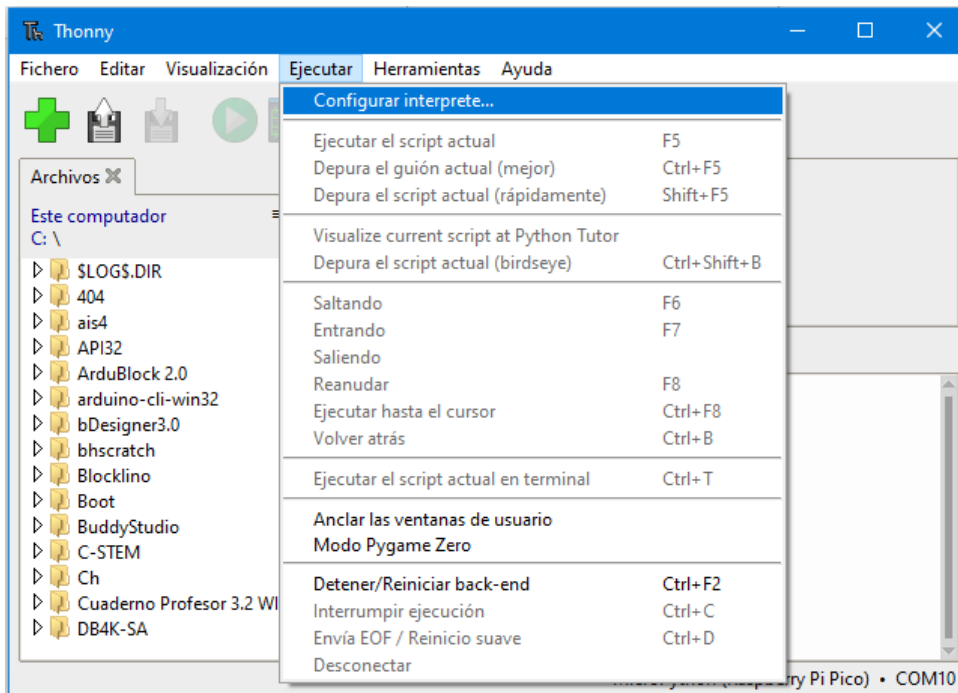 Thonny
Fichero Editar Visualización Ejecutar Herramientas Ayuda
Archivos
Este computador
C: \
$LOG$.DIR
404
ais4
API32
ArduBlock 2.0
arduino-cli-win32
bDesigner3.0
bhscratch
Blocklino
Boot
BuddyStudio
C-STEM
Ch
Cuaderno Profesor 3.2 WI
DB4K-SA
Configurar interprete...
Ejecutar el script actual F5
Depura el guión actual (mejor) Ctrl+F5
Depura el script actual (rápidamente) Shift+F5
Visualize current script at Python Tutor
Depura el script actual (birdseye) Ctrl+Shift+B
Saltando F6
Entrando F7
Saliendo
Reanudar F8
Ejecutar hasta el cursor Ctrl+F8
Volver atrás Ctrl+B
Ejecutar el script actual en terminal Ctrl+T
Anclar las ventanas de usuario
Modo Pygame Zero
Detener/Reiniciar back-end Ctrl+F2
Interrumpir ejecución Ctrl+C
Envía EOF / Reinicio suave Ctrl+D
Desconectar
Pi Pico) • COM10